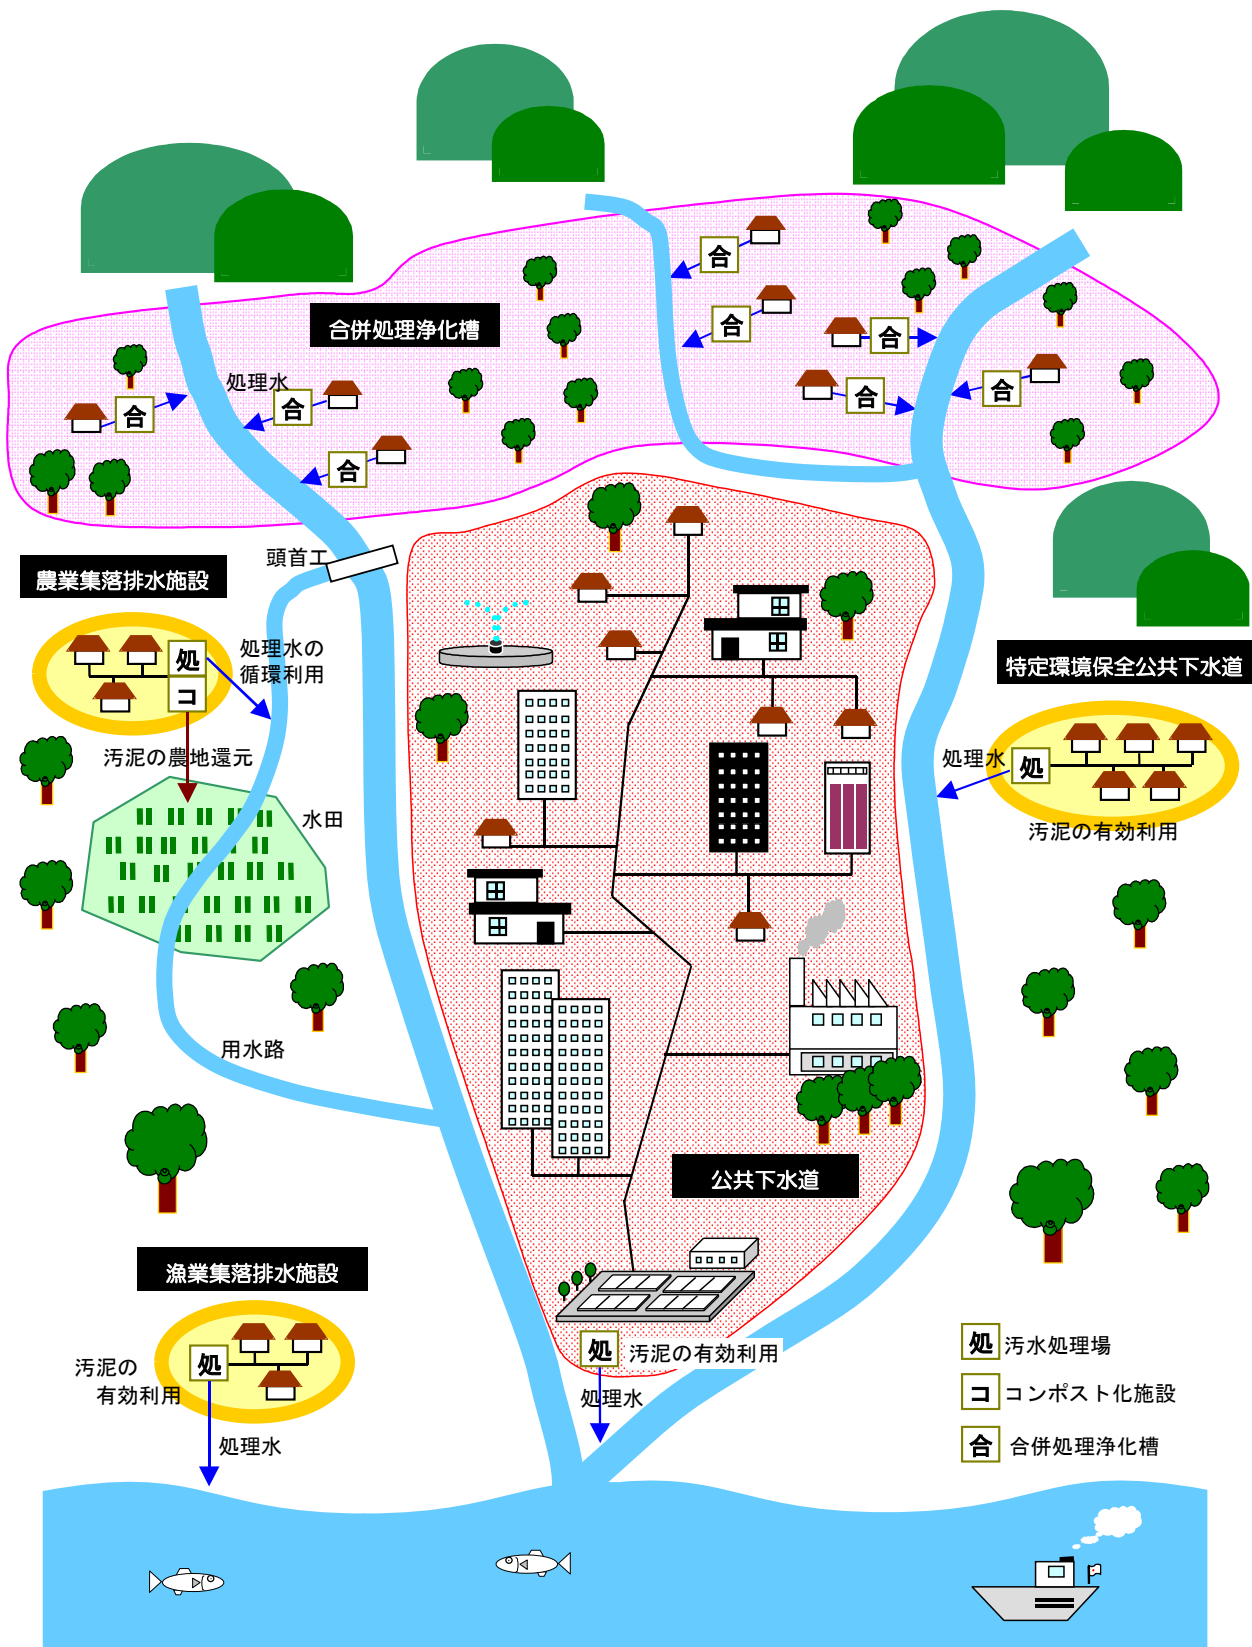 合
合
合併処理浄化槽
合
合
処理水
合
合
合
合
合
頭首工
農業集落排水施設
処
コ
処理水の
循環利用
特定環境保全公共下水道
汚泥の農地還元
処理水
処
水田
汚泥の有効利用
用水路
公共下水道
漁業集落排水施設
処
汚泥の
有効利用
処理水
処
汚泥の有効利用
処理水
処 汚水処理場
コ コンポスト化施設
合 合併処理浄化槽